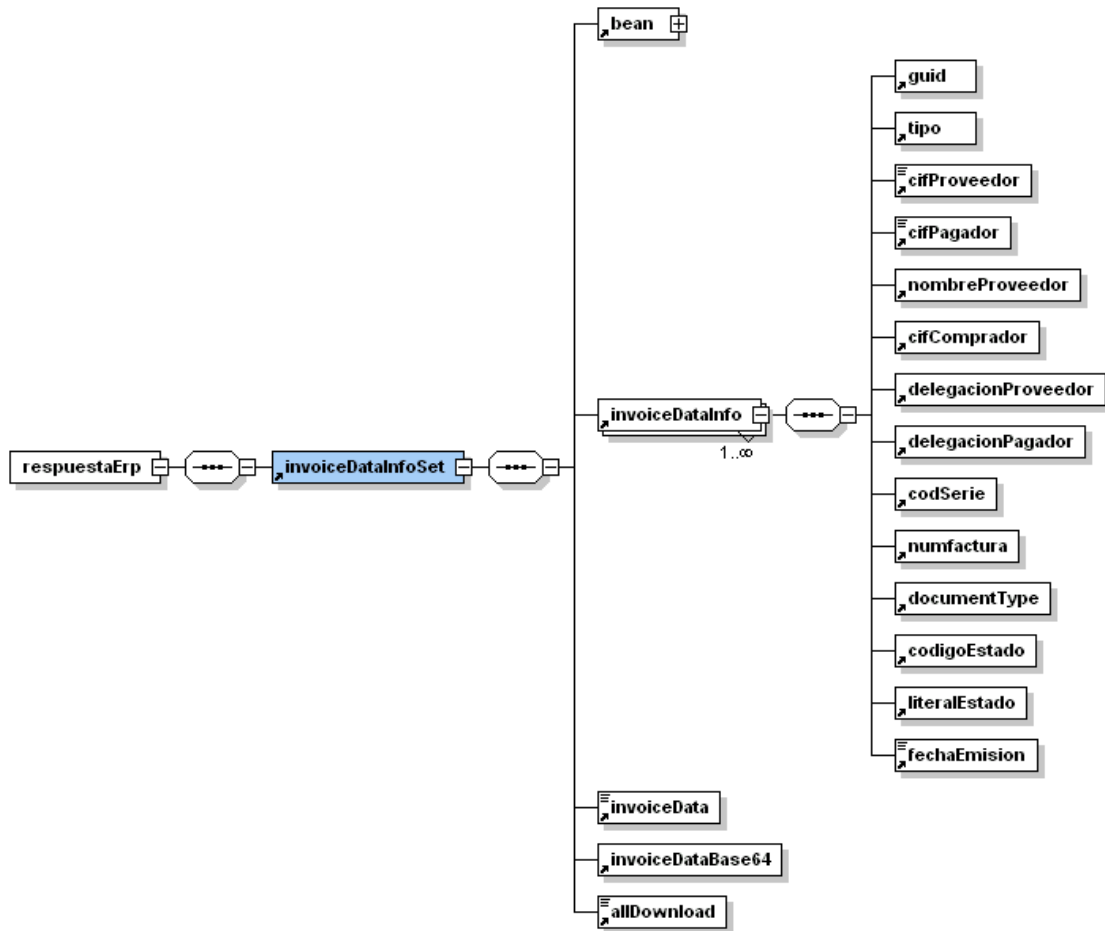 bean
guid
tipo
cifProveedor
cifPagador
nombreProveedor
cifComprador
delegacionProveedor
invoiceDataInfo
delegacionPagador
1..∞
respuestaErp
invoiceDataInfoSet
codSerie
numfactura
documentType
codigoEstado
literalEstado
fechaEmision
invoiceData
invoiceDataBase64
allDownload